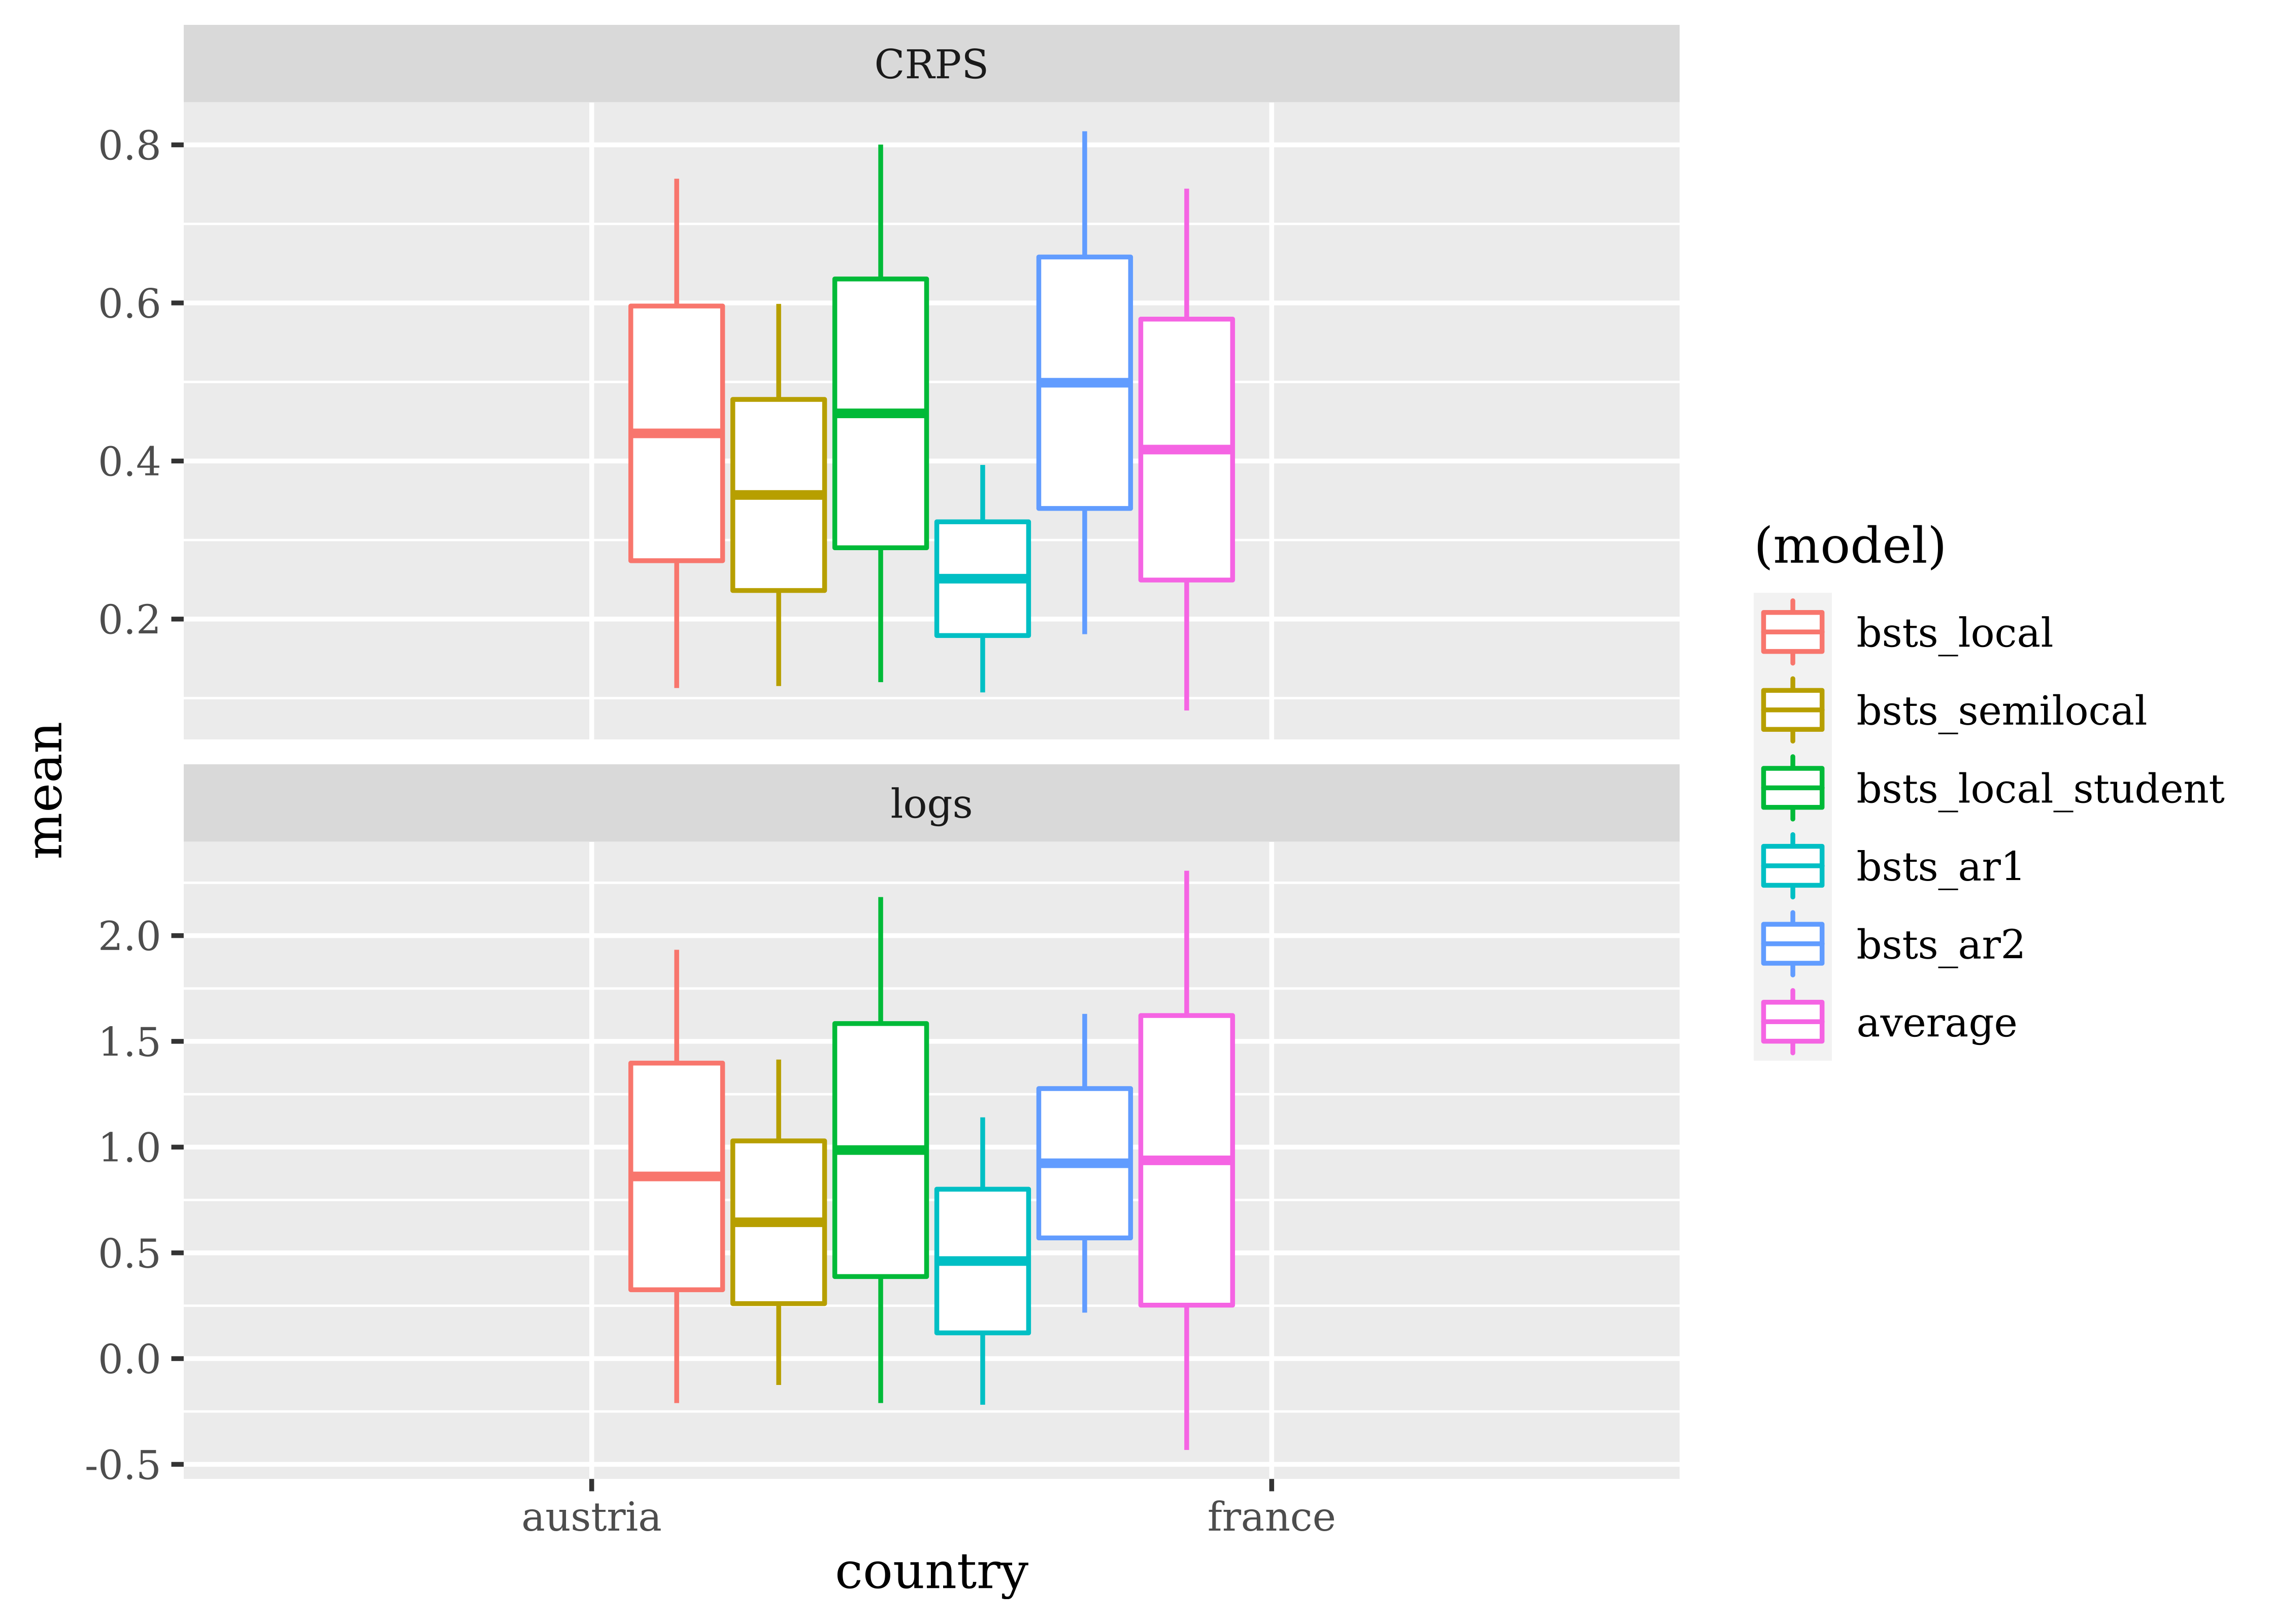 CRPS
0.8
0.6
0.4
0.2
mean
logs
2.0
1.5
1.0
0.5
0.0
-0.5
austria
france
country
(model)
bsts_local
bsts_semilocal
bsts_local_student
bsts_ar1
bsts_ar2
average